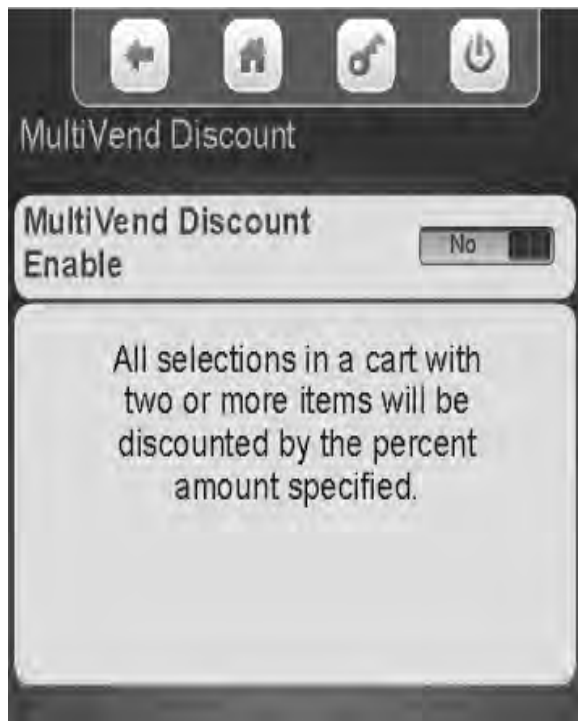 MultiVend Discount
MultiVend Discount
Enable
No
All selections in a cart with
two or more items will be
discounted by the percent
amount specified.